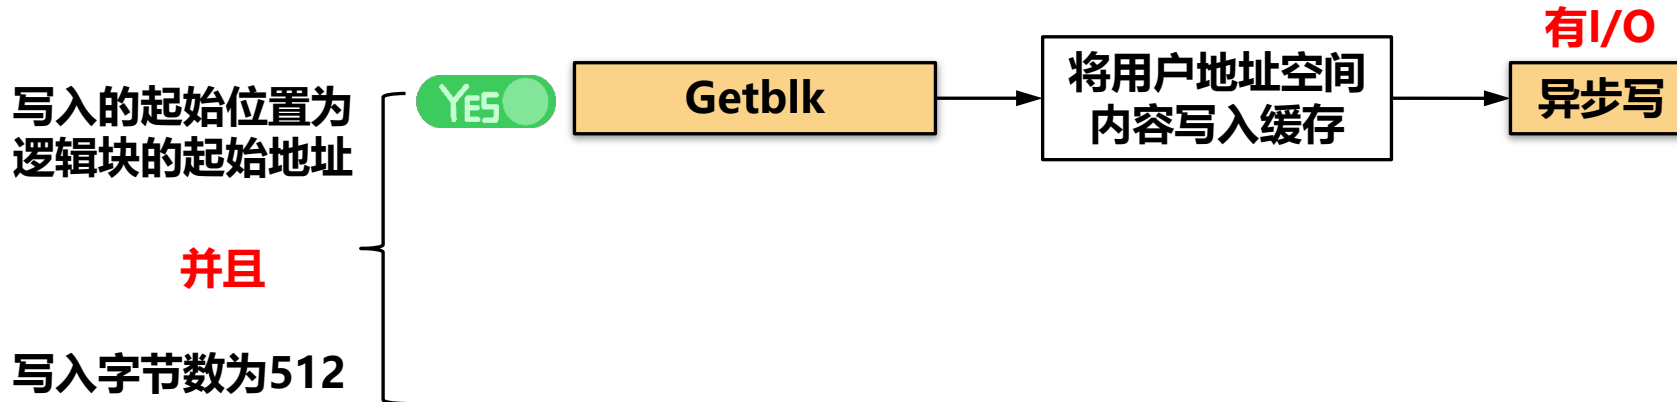 写入的起始位置为
逻辑块的起始地址
并且
写入字节数为512
YES
Getblk
将用户地址空间
内容写入缓存
有I/O
异步写